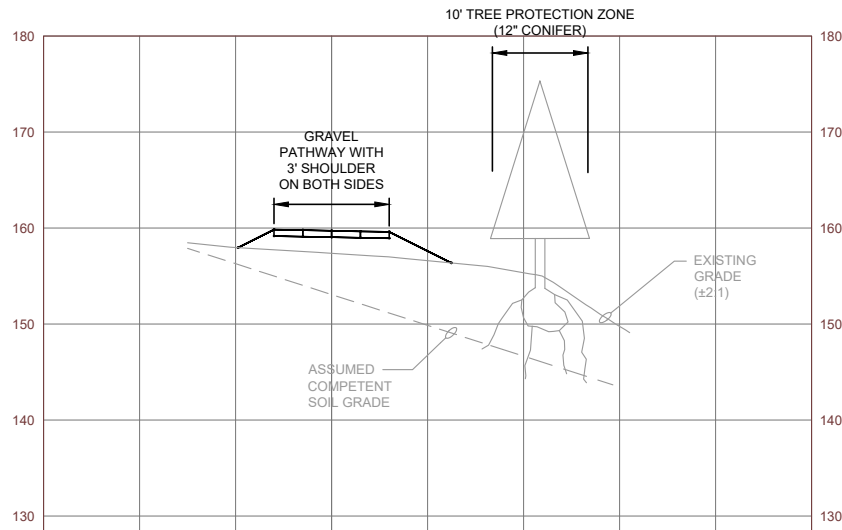 10' TREE PROTECTION ZONE
(12" CONIFER)
180 180
170 170
GRAVEL
PATHWAY WITH
3' SHOULDER
ON BOTH SIDES
160 160
EXISTING
GRADE
(±2:1)
150 150
ASSUMED
COMPETENT
SOIL GRADE
140 140
130 130